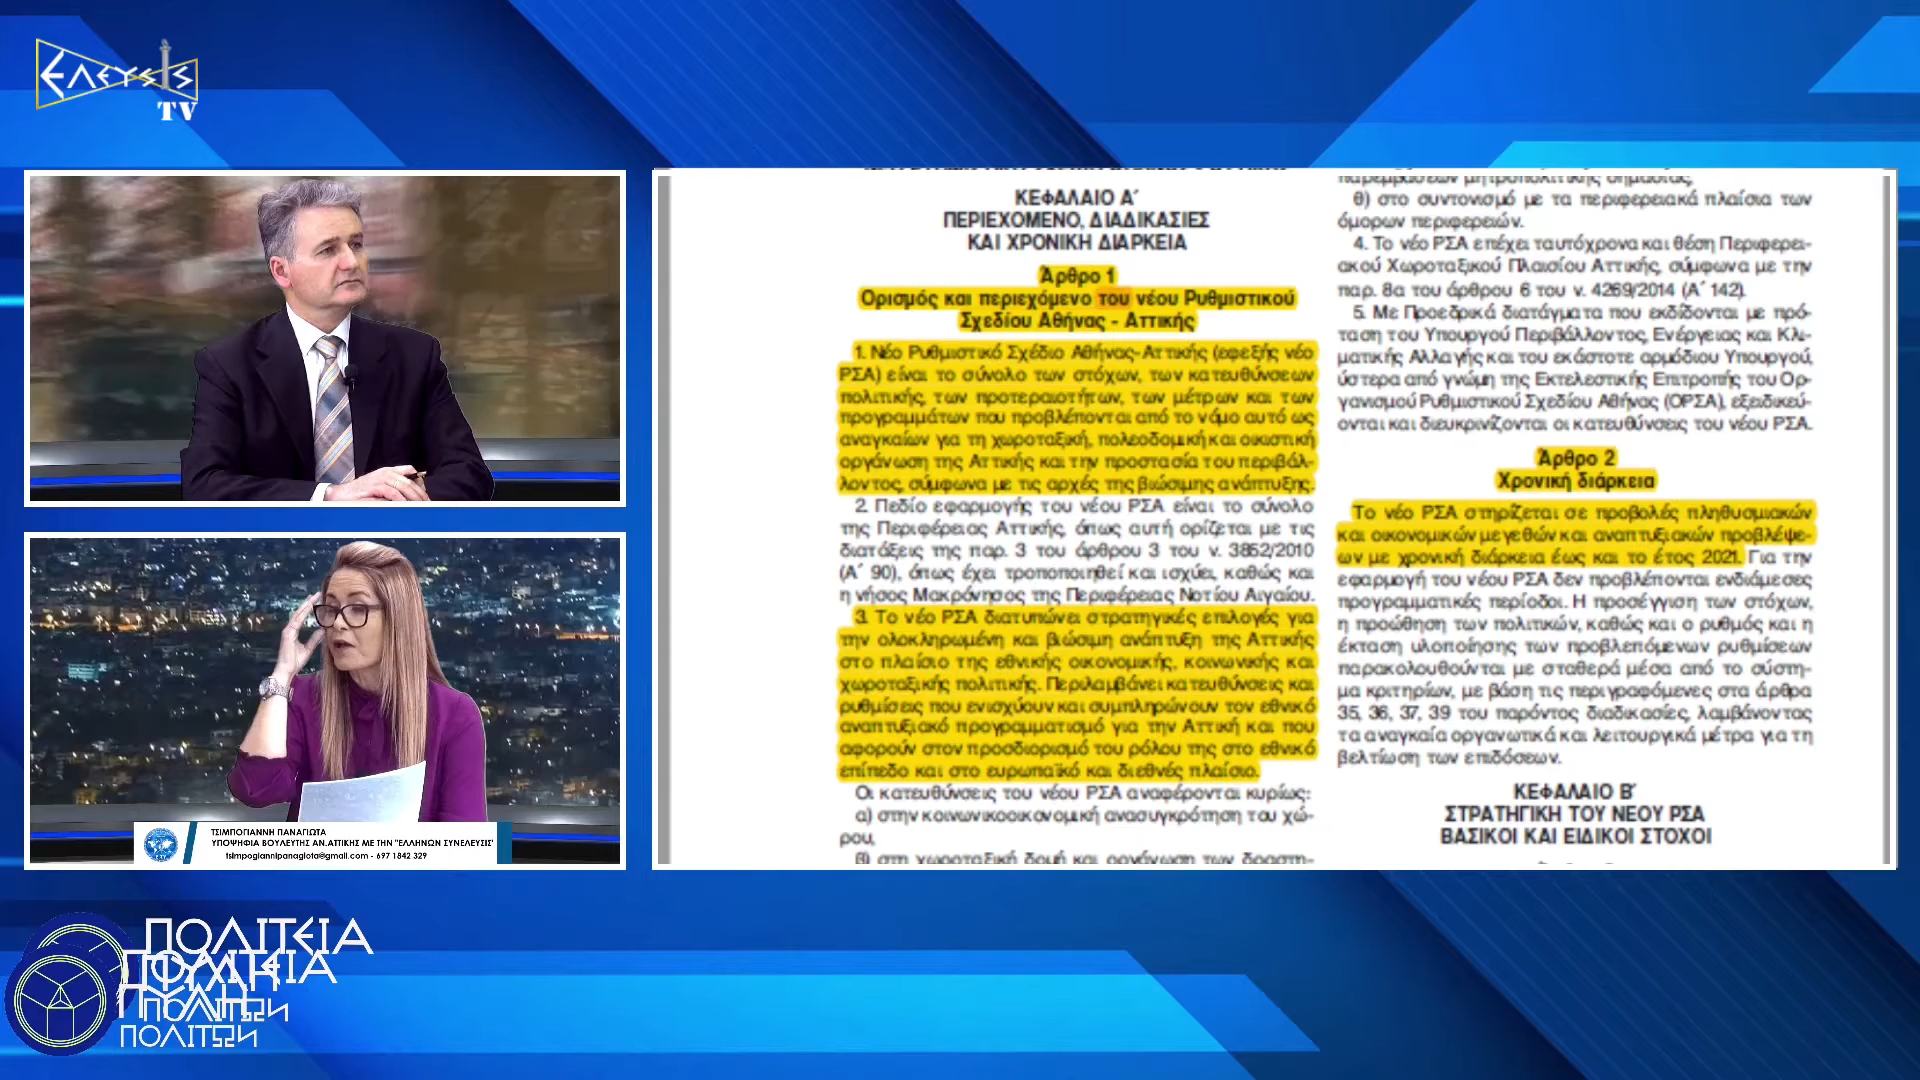 ΕΛΕΥΣΙΣ
TV
ΚΕΦΑΛΑΙΟ Α΄
ΠΕΡΙΕΧΟΜΕΝΟ, ΔΙΑΔΙΚΑΣΙΕΣ
ΚΑΙ ΧΡΟΝΙΚΗ ΔΙΑΡΚΕΙΑ
Άρθρο 1
Ορισμός και περιεχόμενο του νέου Ρυθμιστικού
Σχεδίου Αθήνας - Αττικής
1. Νέο Ρυθμιστικό Σχέδιο Αθήνας-Αττικής (εφεξής νέο
ΡΣΑ) είναι το σύνολο των στόχων, των κατευθύνσεων
πολιτικής, των προτεραιοτήτων, των μέτρων και των
προγραμμάτων που προβλέπονται από το νόμο αυτό ως
αναγκαίων για τη χωροταξική, πολεοδομική και οικιστική
οργάνωση της Αττικής και την προστασία του περιβάλ-
λοντος, σύμφωνα με τις αρχές της βιώσιμης ανάπτυξης.
2. Πεδίο εφαρμογής του νέου ΡΣΑ είναι το σύνολο
της Περιφέρειας Αττικής, όπως αυτή ορίζεται με τις
διατάξεις της παρ. 3 του άρθρου 3 του ν. 3852/2010
(Α΄ 90), όπως έχει τροποποιηθεί και ισχύει, καθώς και
η νήσος Μακρόνησος της Περιφέρειας Νοτίου Αιγαίου.
3. Το νέο ΡΣΑ διατυπώνει στρατηγικές επιλογές για
την ολοκληρωμένη και βιώσιμη ανάπτυξη της Αττικής
στο πλαίσιο της εθνικής οικονομικής, κοινωνικής και
χωροταξικής πολιτικής. Περιλαμβάνει κατευθύνσεις και
ρυθμίσεις που ενισχύουν και συμπληρώνουν τον εθνικό
αναπτυξιακό προγραμματισμό για την Αττική και που
αφορούν στον προσδιορισμό του ρόλου της στο εθνικό
επίπεδο και στο ευρωπαϊκό και διεθνές πλαίσιο.
Οι κατευθύνσεις του νέου ΡΣΑ αναφέρονται κυρίως:
α) στην κοινωνικοοικονομική ανασυγκρότηση του χώ-
ρου,
β) στη χωροταξική δομή και οργάνωση των δραστη-
παρεμβάσεων μητροπολιτικής σημασίας,
θ) στο συντονισμό με τα περιφερειακά πλαίσια των
όμορων περιφερειών.
4. Το νέο ΡΣΑ επέχει ταυτόχρονα και θέση Περιφερει-
ακού Χωροταξικού Πλαισίου Αττικής, σύμφωνα με την
παρ. 8α του άρθρου 6 του ν. 4269/2014 (Α΄ 142).
5. Με Προεδρικά διατάγματα που εκδίδονται με πρό-
ταση του Υπουργού Περιβάλλοντος, Ενέργειας και Κλι-
ματικής Αλλαγής και του εκάστοτε αρμόδιου Υπουργού,
ύστερα από γνώμη της Εκτελεστικής Επιτροπής του Ορ-
γανισμού Ρυθμιστικού Σχεδίου Αθήνας (ΟΡΣΑ), εξειδικεύ-
ονται και διευκρινίζονται οι κατευθύνσεις του νέου ΡΣΑ.
Άρθρο 2
Χρονική διάρκεια
Το νέο ΡΣΑ στηρίζεται σε προβολές πληθυσμιακών
και οικονομικών μεγεθών και αναπτυξιακών προβλέψε-
ων με χρονική διάρκεια έως και το έτος 2021. Για την
εφαρμογή του νέου ΡΣΑ δεν προβλέπονται ενδιάμεσες
προγραμματικές περίοδοι. Η προσέγγιση των στόχων,
η προώθηση των πολιτικών, καθώς και ο ρυθμός και η
έκταση υλοποίησης των προβλεπόμενων ρυθμίσεων
παρακολουθούνται με σταθερά μέσα από το σύστη-
μα κριτηρίων, με βάση τις περιγραφόμενες στα άρθρα
35, 36, 37, 39 του παρόντος διαδικασίες, λαμβάνοντας
τα αναγκαία οργανωτικά και λειτουργικά μέτρα για τη
βελτίωση των επιδόσεων.
ΚΕΦΑΛΑΙΟ Β΄
ΣΤΡΑΤΗΓΙΚΗ ΤΟΥ ΝΕΟΥ ΡΣΑ
ΒΑΣΙΚΟΙ ΚΑΙ ΕΙΔΙΚΟΙ ΣΤΟΧΟΙ
ΤΣΙΜΠΟΓΙΑΝΝΗ ΠΑΝΑΓΙΩΤΑ
ΥΠΟΨΗΦΙΑ ΒΟΥΛΕΥΤΗΣ ΑΝ.ΑΤΤΙΚΗΣ ΜΕ ΤΗΝ "ΕΛΛΗΝΩΝ ΣΥΝΕΛΕΥΣΙΣ"
tsimpogiannipanagiota@gmail.com - 697 1842 329
ΠΟΛΙΤΕΙΑ
ΠΟΛΙΤΕΙΑ
ΠΟΛΙΤΩΝ
ΠΟΛΙΤΩΝ